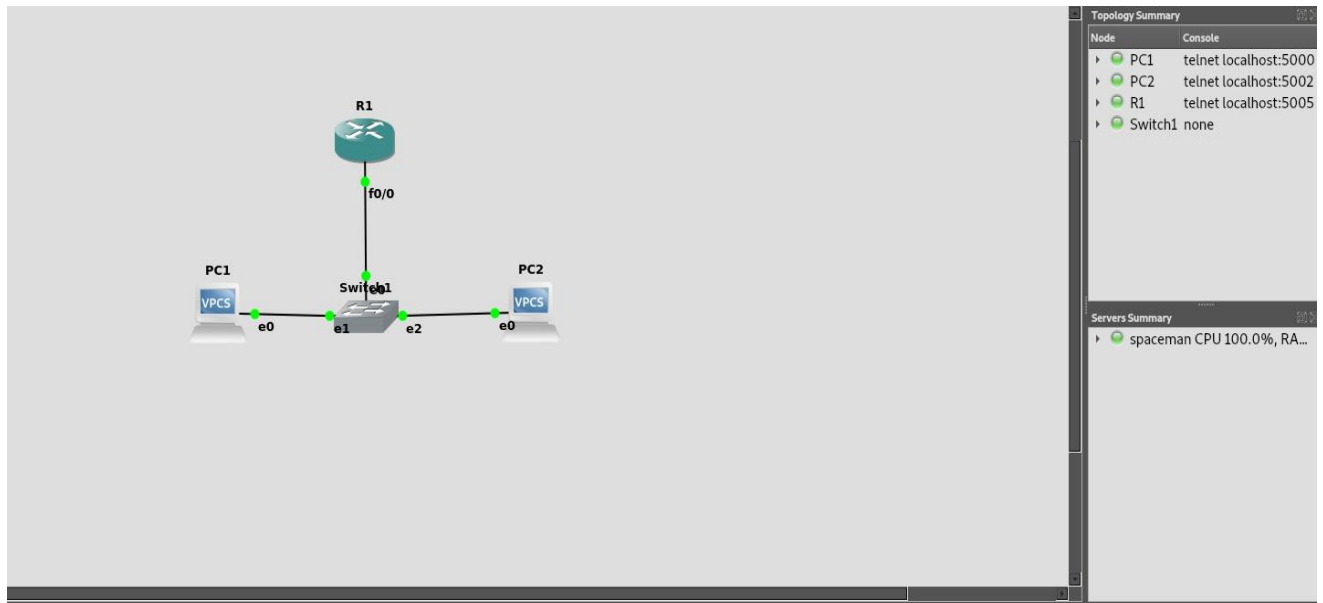 R1
f0/0
PC1
VPCS
e0
Switch1
e0
e1
e2
PC2
VPCS
e0
Topology Summary
Node Console
PC1 telnet localhost:5000
PC2 telnet localhost:5002
R1 telnet localhost:5005
Switch1 none
Servers Summary
spaceman CPU 100.0%, RA...